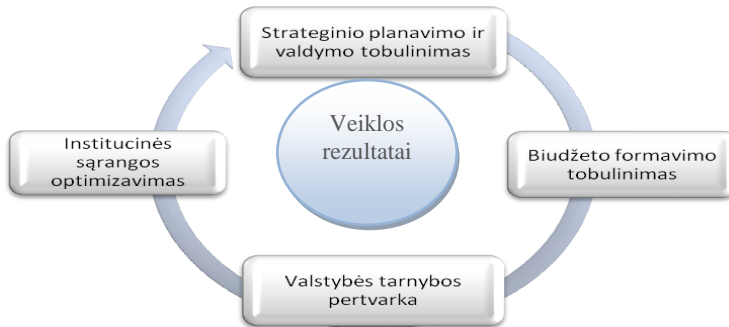 Strateginio planavimo ir
valdymo tobulinimas
Veiklos
rezultatai
Institucinės
sąrangos
optimizavimas
Biudžeto formavimo
tobulinimas
Valstybės tarnybos
pertvarka